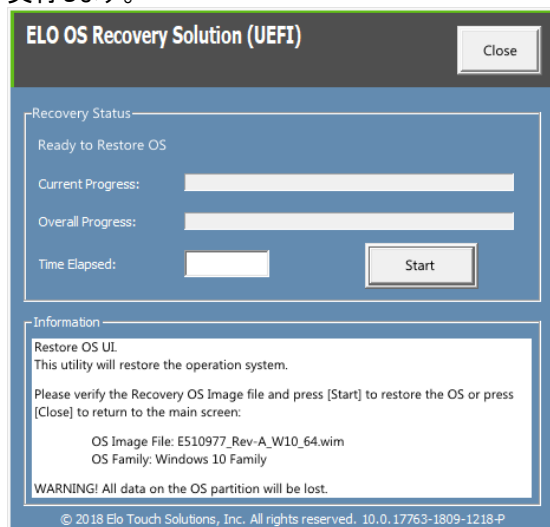 ELO OS Recovery Solution (UEFI)
Close
Recovery Status
Ready to Restore OS
Current Progress:
Overall Progress:
Time Elapsed:
Start
Information
Restore OS UI.
This utility will restore the operation system.
Please verify the Recovery OS Image file and press [Start] to restore the OS or press
[Close] to return to the main screen:
OS Image File: E510977_Rev-A_W10_64.wim
OS Family: Windows 10 Family
WARNING! All data on the OS partition will be lost.
© 2018 Elo Touch Solutions, Inc. All rights reserved. 10.0.17763-1809-1218-P